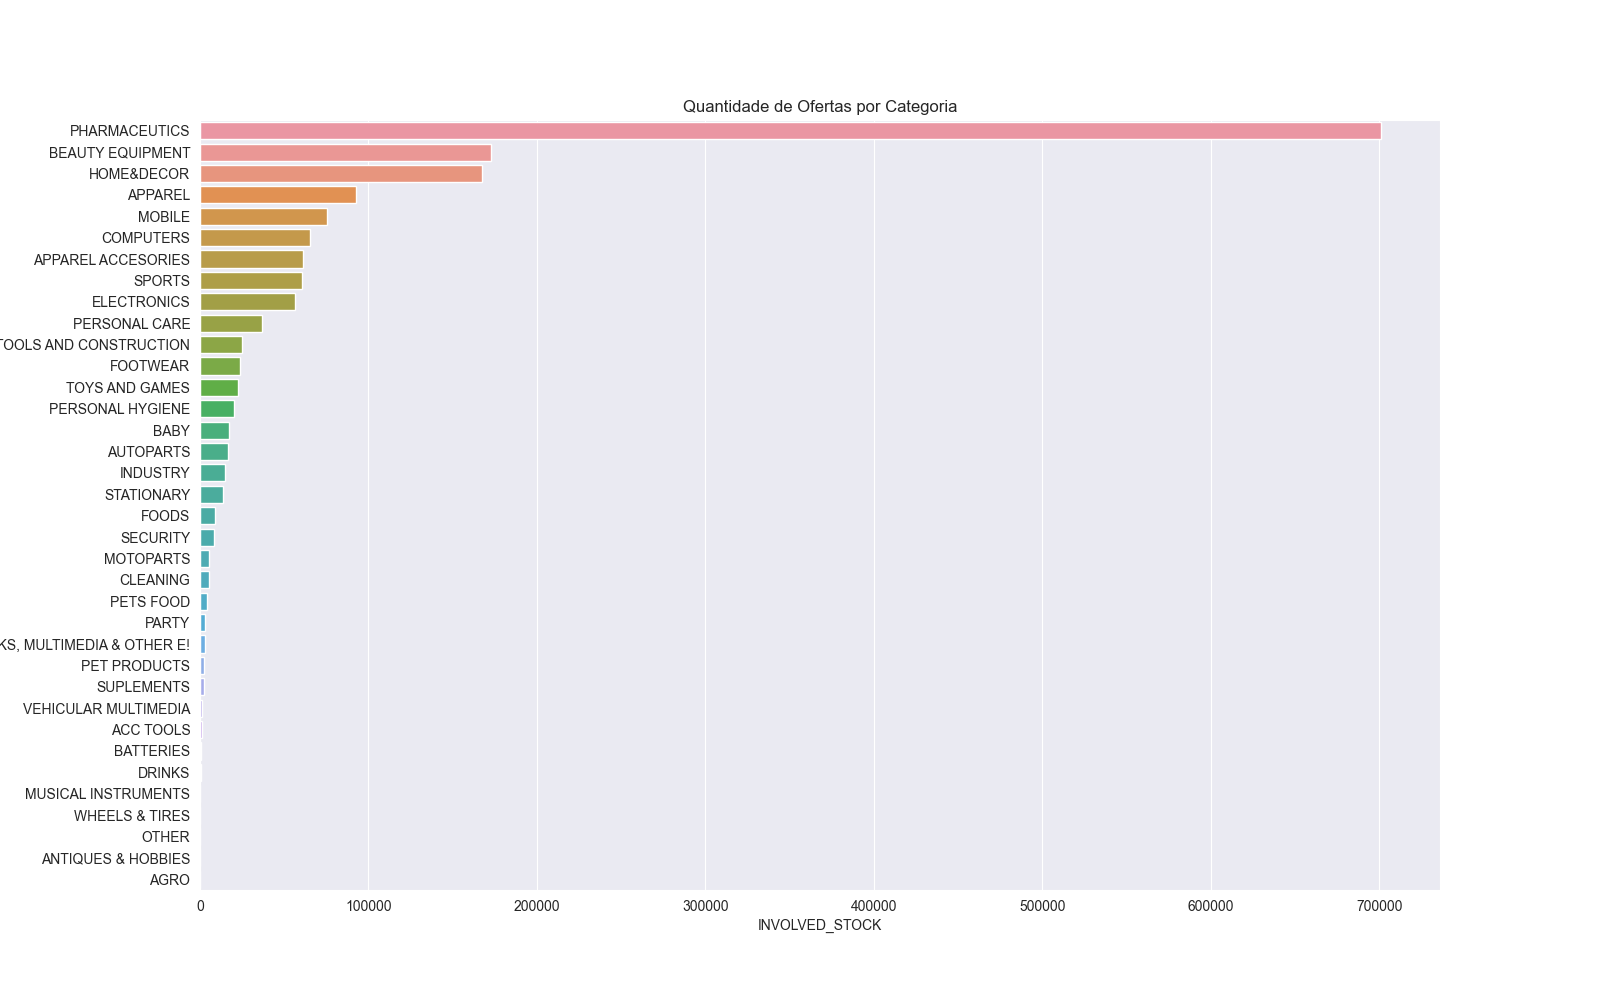 Quantidade de Ofertas por Categoria
PHARMACEUTICS
BEAUTY EQUIPMENT
HOME&DECOR
APPAREL
MOBILE
COMPUTERS
APPAREL ACCESORIES
SPORTS
ELECTRONICS
PERSONAL CARE
TOOLS AND CONSTRUCTION
FOOTWEAR
TOYS AND GAMES
PERSONAL HYGIENE
BABY
AUTOPARTS
INDUSTRY
STATIONARY
FOODS
SECURITY
MOTOPARTS
CLEANING
PETS FOOD
PARTY
KS, MULTIMEDIA & OTHER E!
PET PRODUCTS
SUPLEMENTS
VEHICULAR MULTIMEDIA
ACC TOOLS
BATTERIES
DRINKS
MUSICAL INSTRUMENTS
WHEELS & TIRES
OTHER
ANTIQUES & HOBBIES
AGRO
0 100000 200000 300000 400000 500000 600000 700000
INVOLVED_STOCK